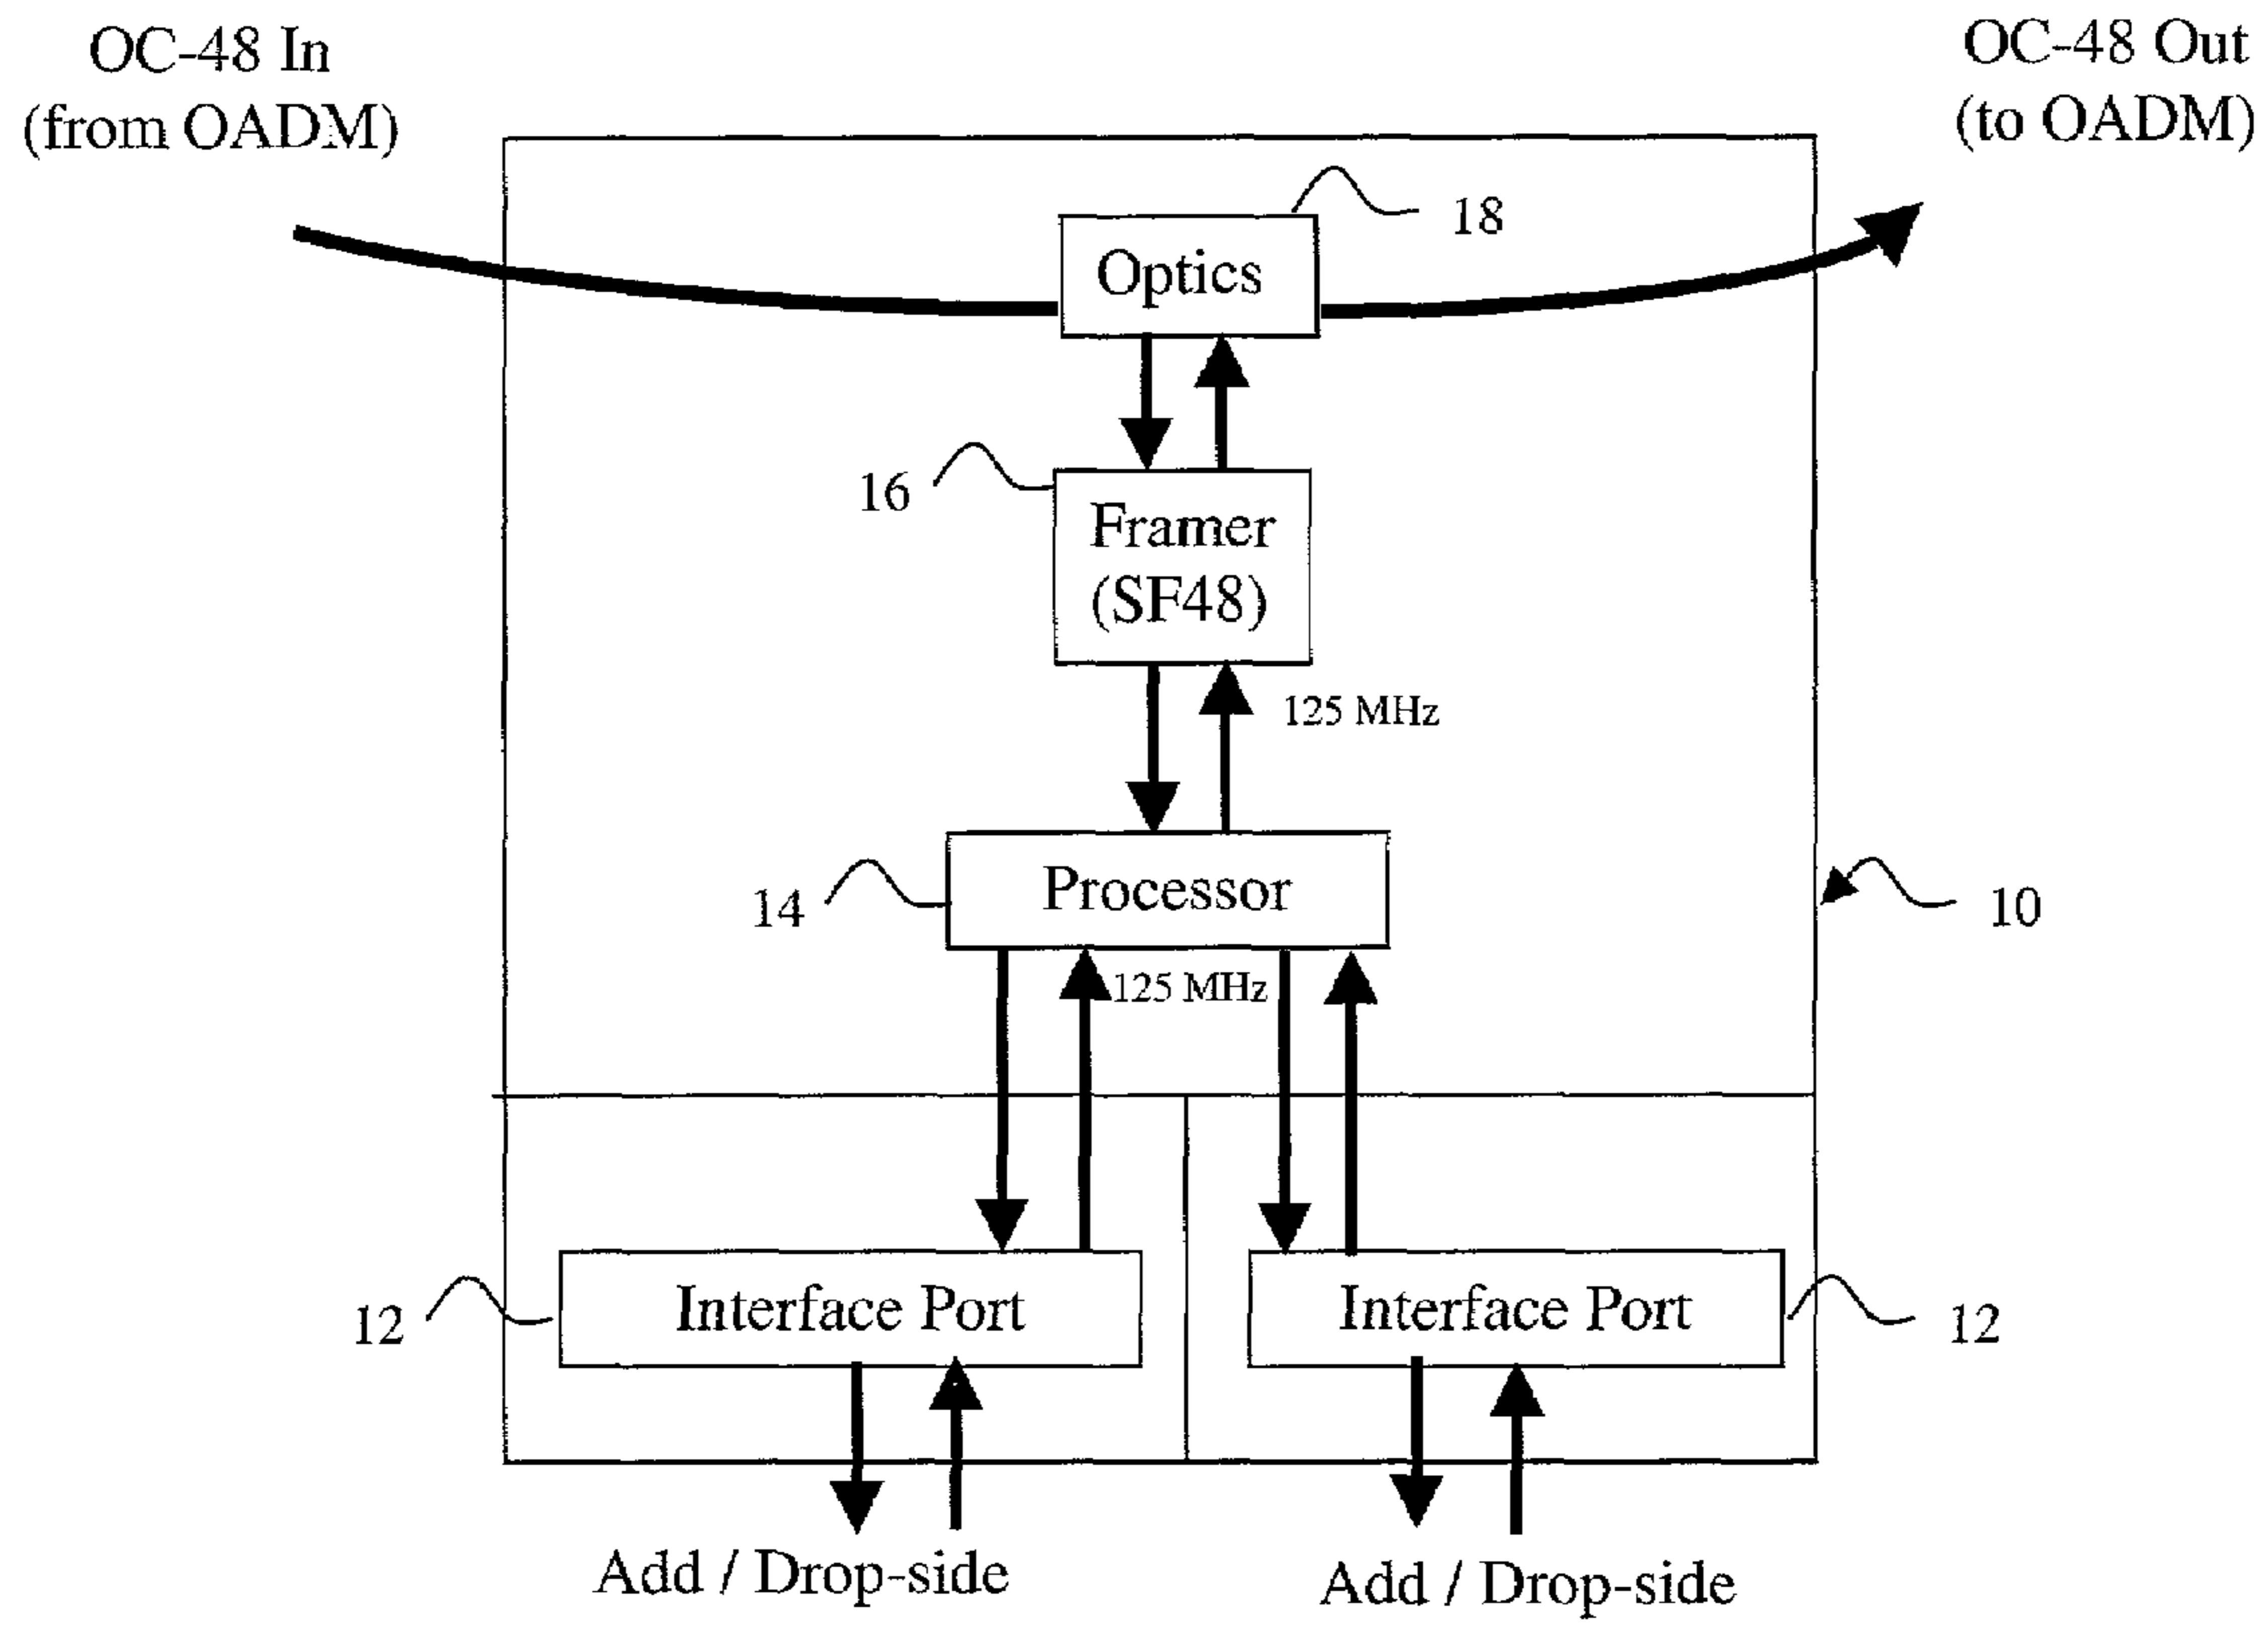 OC-48 In
(from OADM)
OC-48 Out
(to OADM)
18
Optics
16
Framer
(SF48)
125 MHz
14
Processor
10
125 MHz
12
Interface Port
Interface Port
12
Add / Drop-side
Add / Drop-side